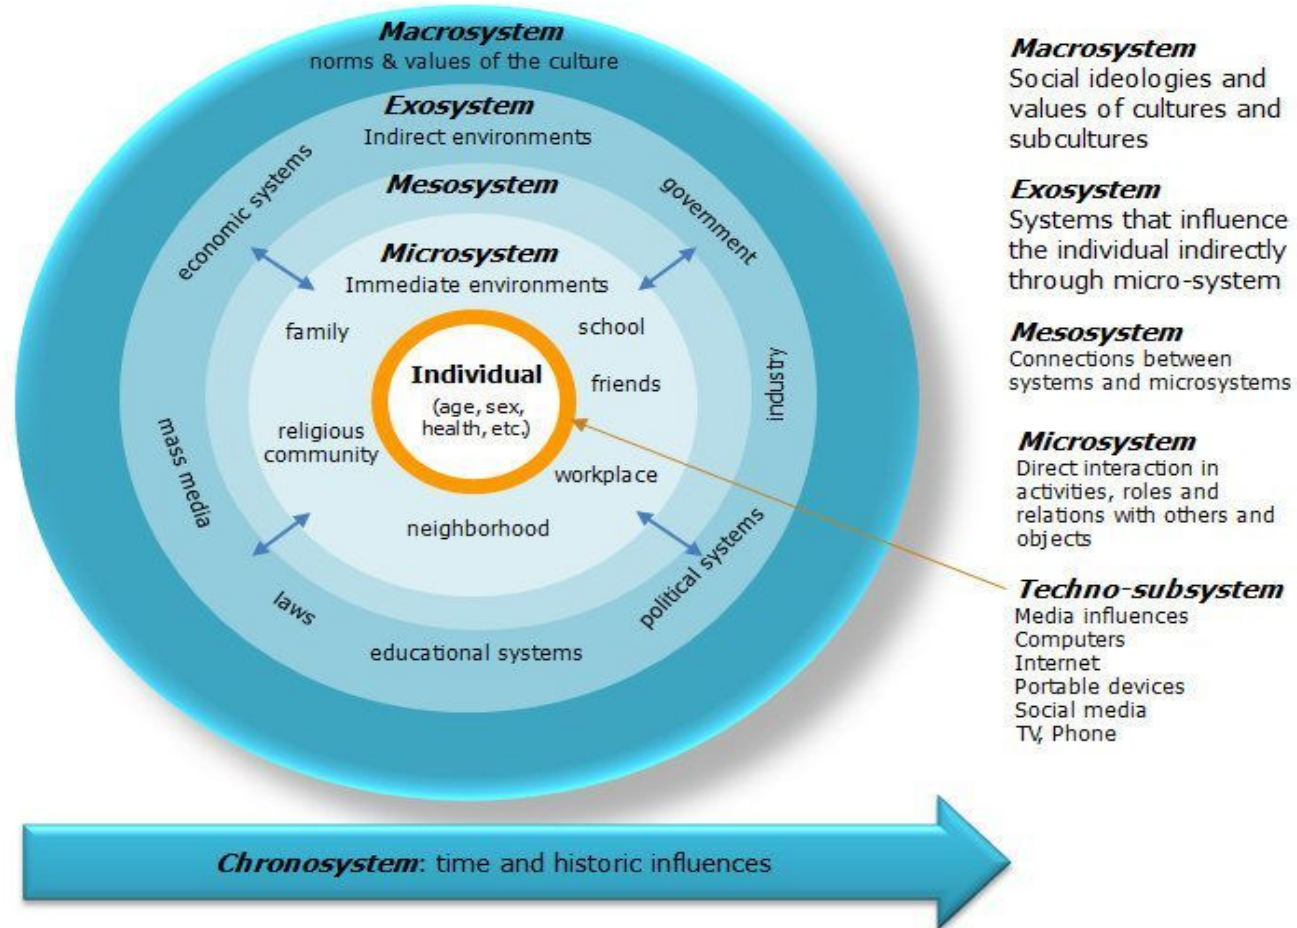 Macrosystem
norms & values of the culture
Exosystem
Indirect environments
Mesosystem
Microsystem
Immediate environments
economic systems
government
family
school
Individual
(age, sex,
health, etc.)
friends
industry
religious
community
mass media
workplace
neighborhood
political systems
laws
educational systems
Macrosystem
Social ideologies and
values of cultures and
subcultures
Exosystem
Systems that influence
the individual indirectly
through micro-system
Mesosystem
Connections between
systems and microsystems
Microsystem
Direct interaction in
activities, roles and
relations with others and
objects
Techno-subsystem
Media influences
Computers
Internet
Portable devices
Social media
TV, Phone
Chronosystem: time and historic influences